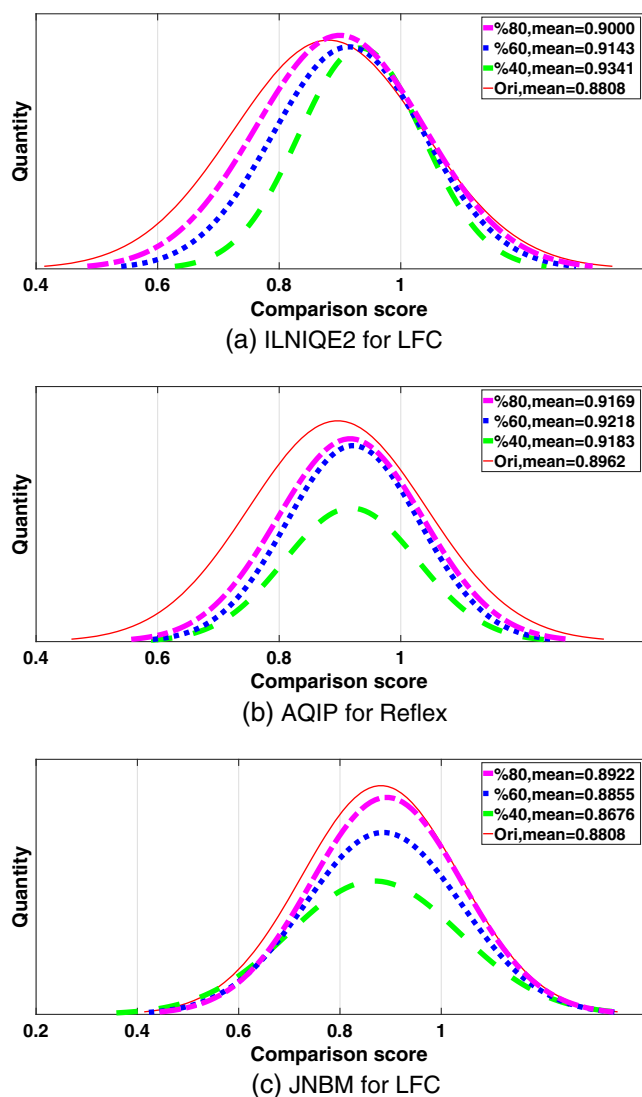 %80,mean=0.9000
%60,mean=0.9143
%40,mean=0.9341
Ori,mean=0.8808
Quantity
0.4 0.6 0.8 1
Comparison score
(a) ILNIQE2 for LFC
%80,mean=0.9169
%60,mean=0.9218
%40,mean=0.9183
Ori,mean=0.8962
Quantity
0.4 0.6 0.8 1
Comparison score
(b) AQIP for Reflex
%80,mean=0.8922
%60,mean=0.8855
%40,mean=0.8676
Ori,mean=0.8808
Quantity
0.2 0.4 0.6 0.8 1
Comparison score
(c) JNBM for LFC